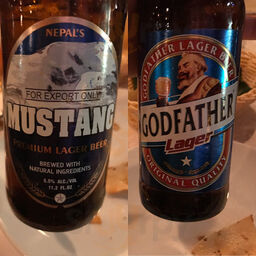 NEPAL'S
FOR EXPORT ONLY
MUSTANG
PREMIUM LAGER BEER
BREWED WITH
NATURAL INGREDIENTS
5.5% ALC./VOL
11.2 FL.OZ
GODFATHER LAGER BEER
GODFATHER
Lager
ORIGINAL QUALITY